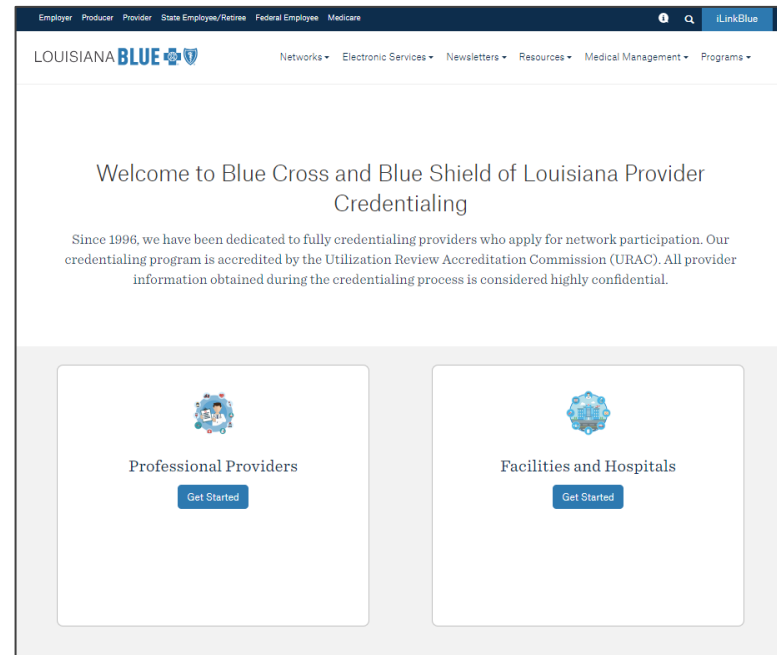 Employer Producer Provider State Employee/Retiree Federal Employee Medicare iLinkBlue
LOUISIANA BLUE Networks Electronic Services Newsletters Resources Medical Management Programs
Welcome to Blue Cross and Blue Shield of Louisiana Provider
Credentialing
Since 1996, we have been dedicated to fully credentialing providers who apply for network participation. Our
credentialing program is accredited by the Utilization Review Accreditation Commission (URAC). All provider
information obtained during the credentialing process is considered highly confidential.
Professional Providers
Get Started
Facilities and Hospitals
Get Started